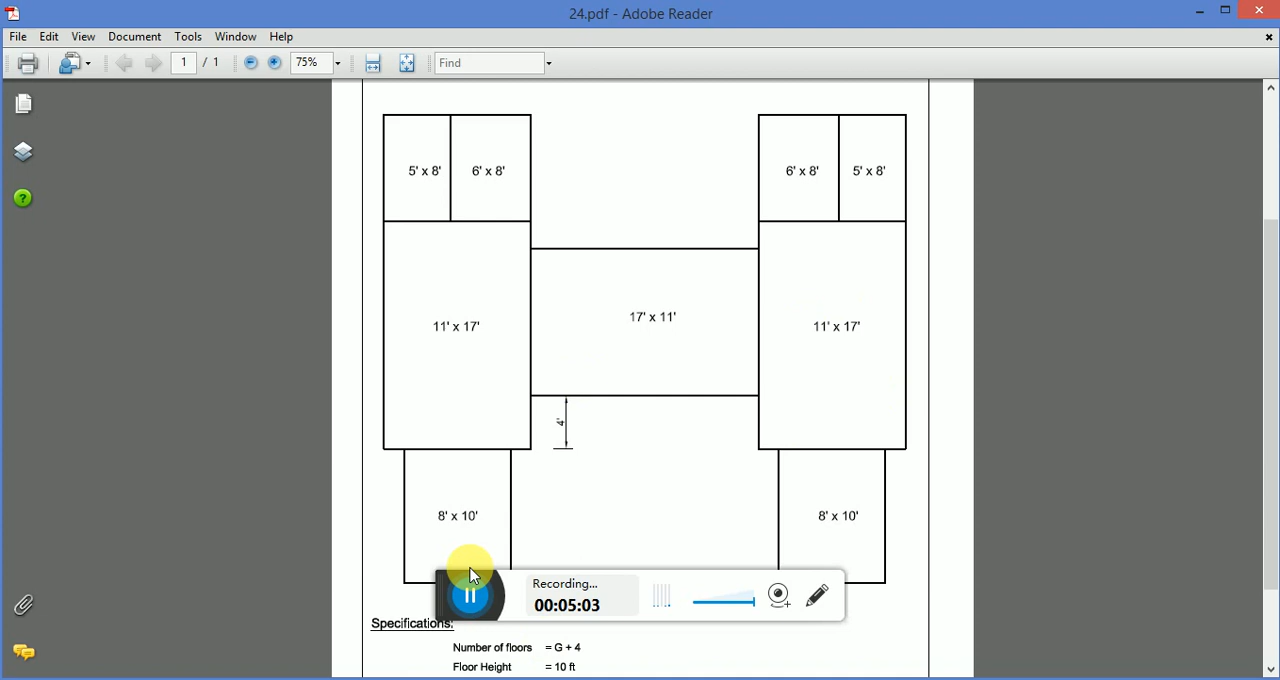 24.pdf - Adobe Reader
File Edit View Document Tools Window Help
1 / 1 75% Find
5' x 8' 6' x 8' 6' x 8' 5' x 8'
17' x 11'
11' x 17' 11' x 17'
4'
8' x 10' 8' x 10'
Recording...
00:05:03
Specifications:
Number of floors = G + 4
Floor Height = 10 ft